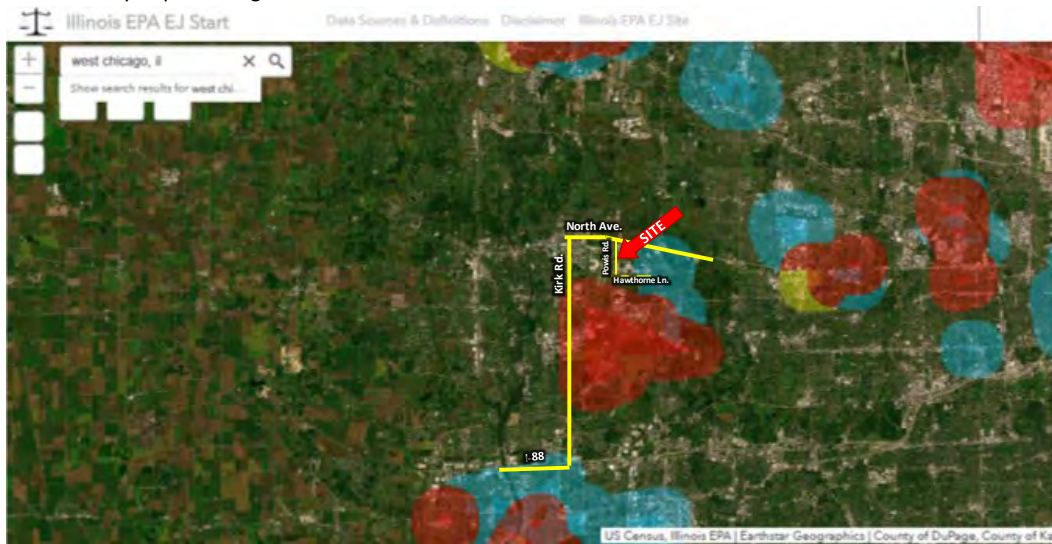 Illinois EPA EJ Start
Data Sources & Definitions Disclaimer Illinois EPA EJ Site
west chicago, il
Show search results for west chi...
North Ave.
SITE
Powis Rd.
Kirk Rd.
Hawthorne Ln.
88
US Census, Illinois EPA | Earthstar Geographics | County of DuPage, County of Ka